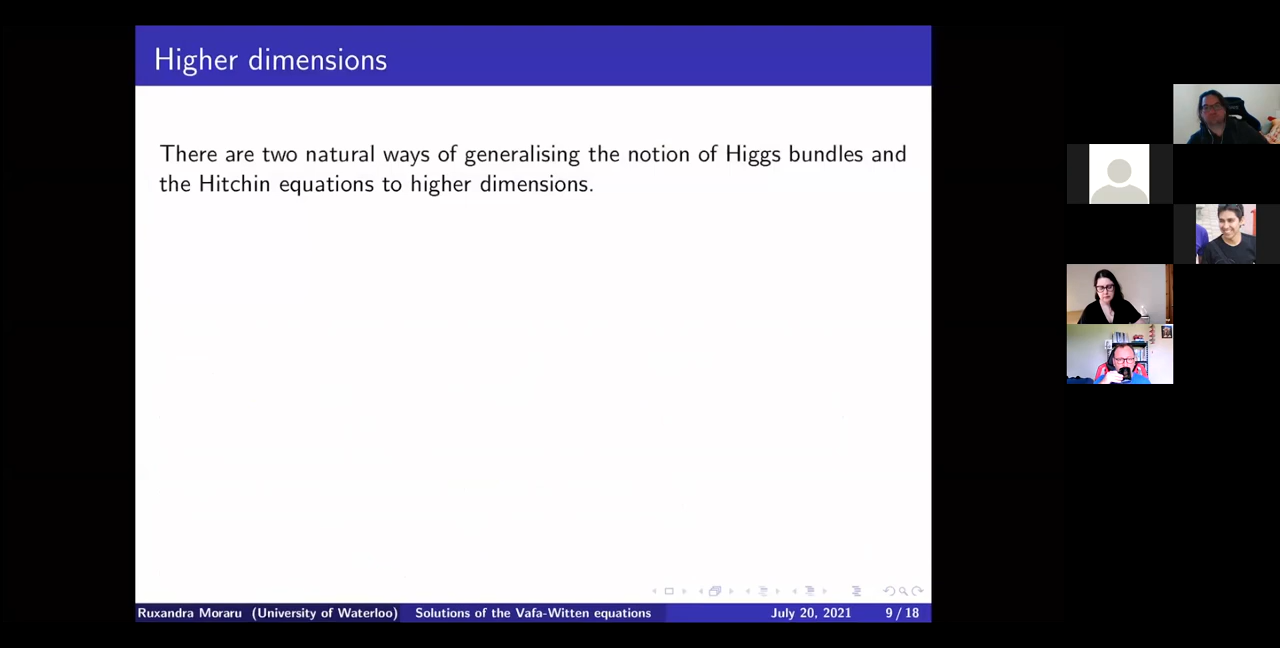 Higher dimensions
There are two natural ways of generalising the notion of Higgs bundles and
the Hitchin equations to higher dimensions.
Ruxandra Moraru (University of Waterloo) Solutions of the Vafa-Witten equations July 20, 2021 9 / 18